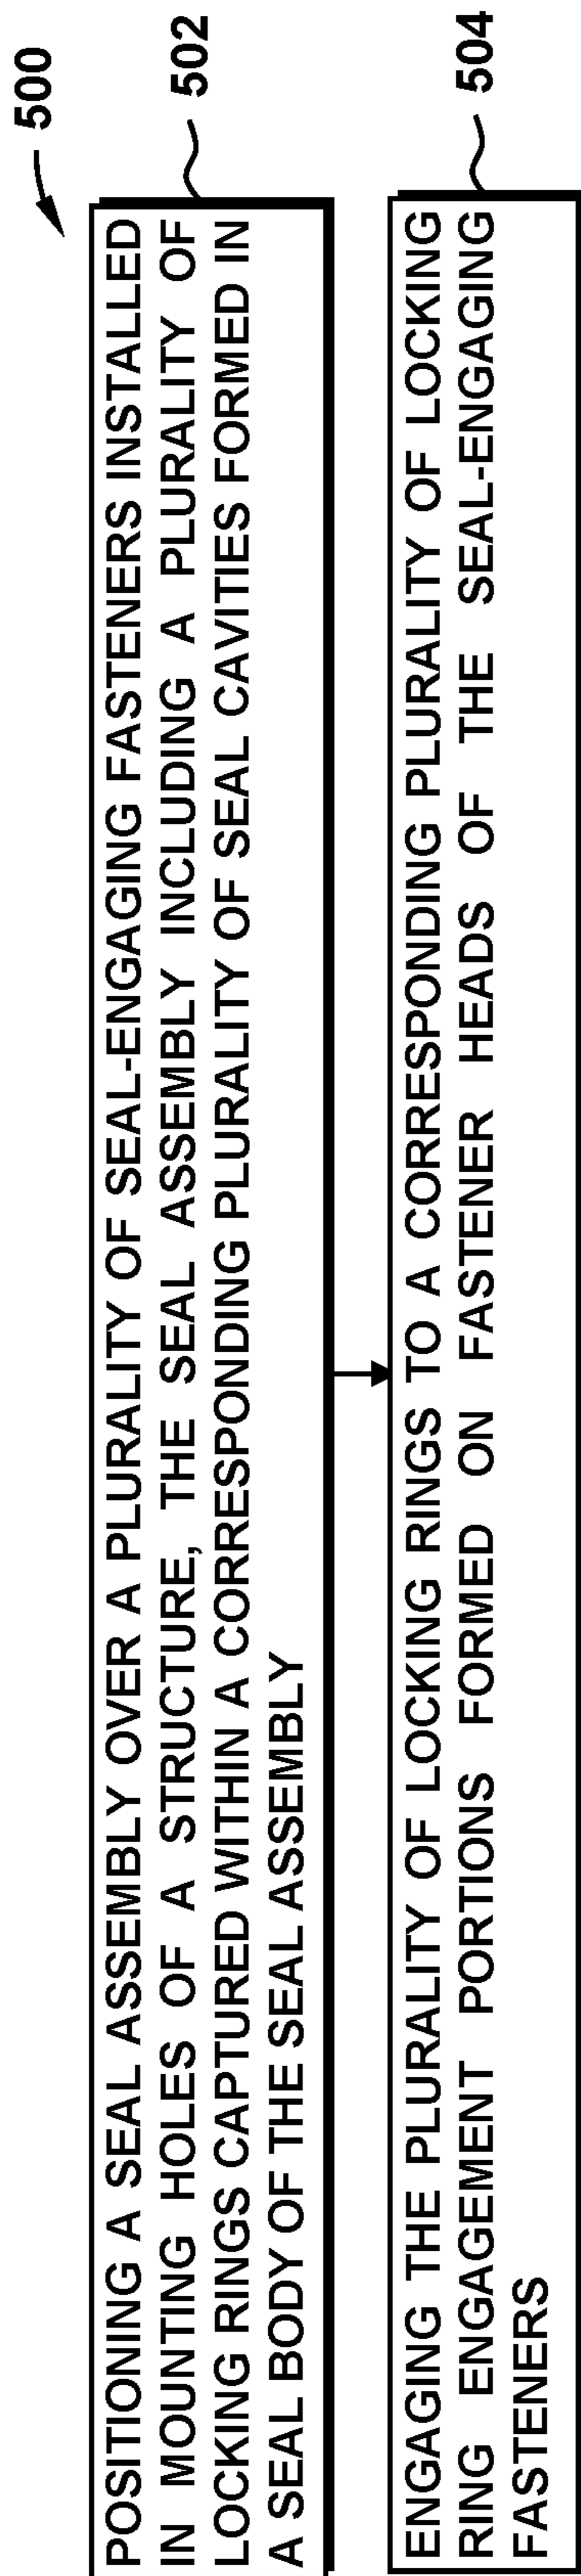 500
POSITIONING A SEAL ASSEMBLY OVER A PLURALITY OF SEAL-ENGAGING FASTENERS INSTALLED
IN MOUNTING HOLES OF A STRUCTURE, THE SEAL ASSEMBLY INCLUDING A PLURALITY OF
LOCKING RINGS CAPTURED WITHIN A CORRESPONDING PLURALITY OF SEAL CAVITIES FORMED IN
A SEAL BODY OF THE SEAL ASSEMBLY
502
ENGAGING THE PLURALITY OF LOCKING RINGS TO A CORRESPONDING PLURALITY OF LOCKING
RING ENGAGEMENT PORTIONS FORMED ON FASTENER HEADS OF THE SEAL-ENGAGING
FASTENERS
504